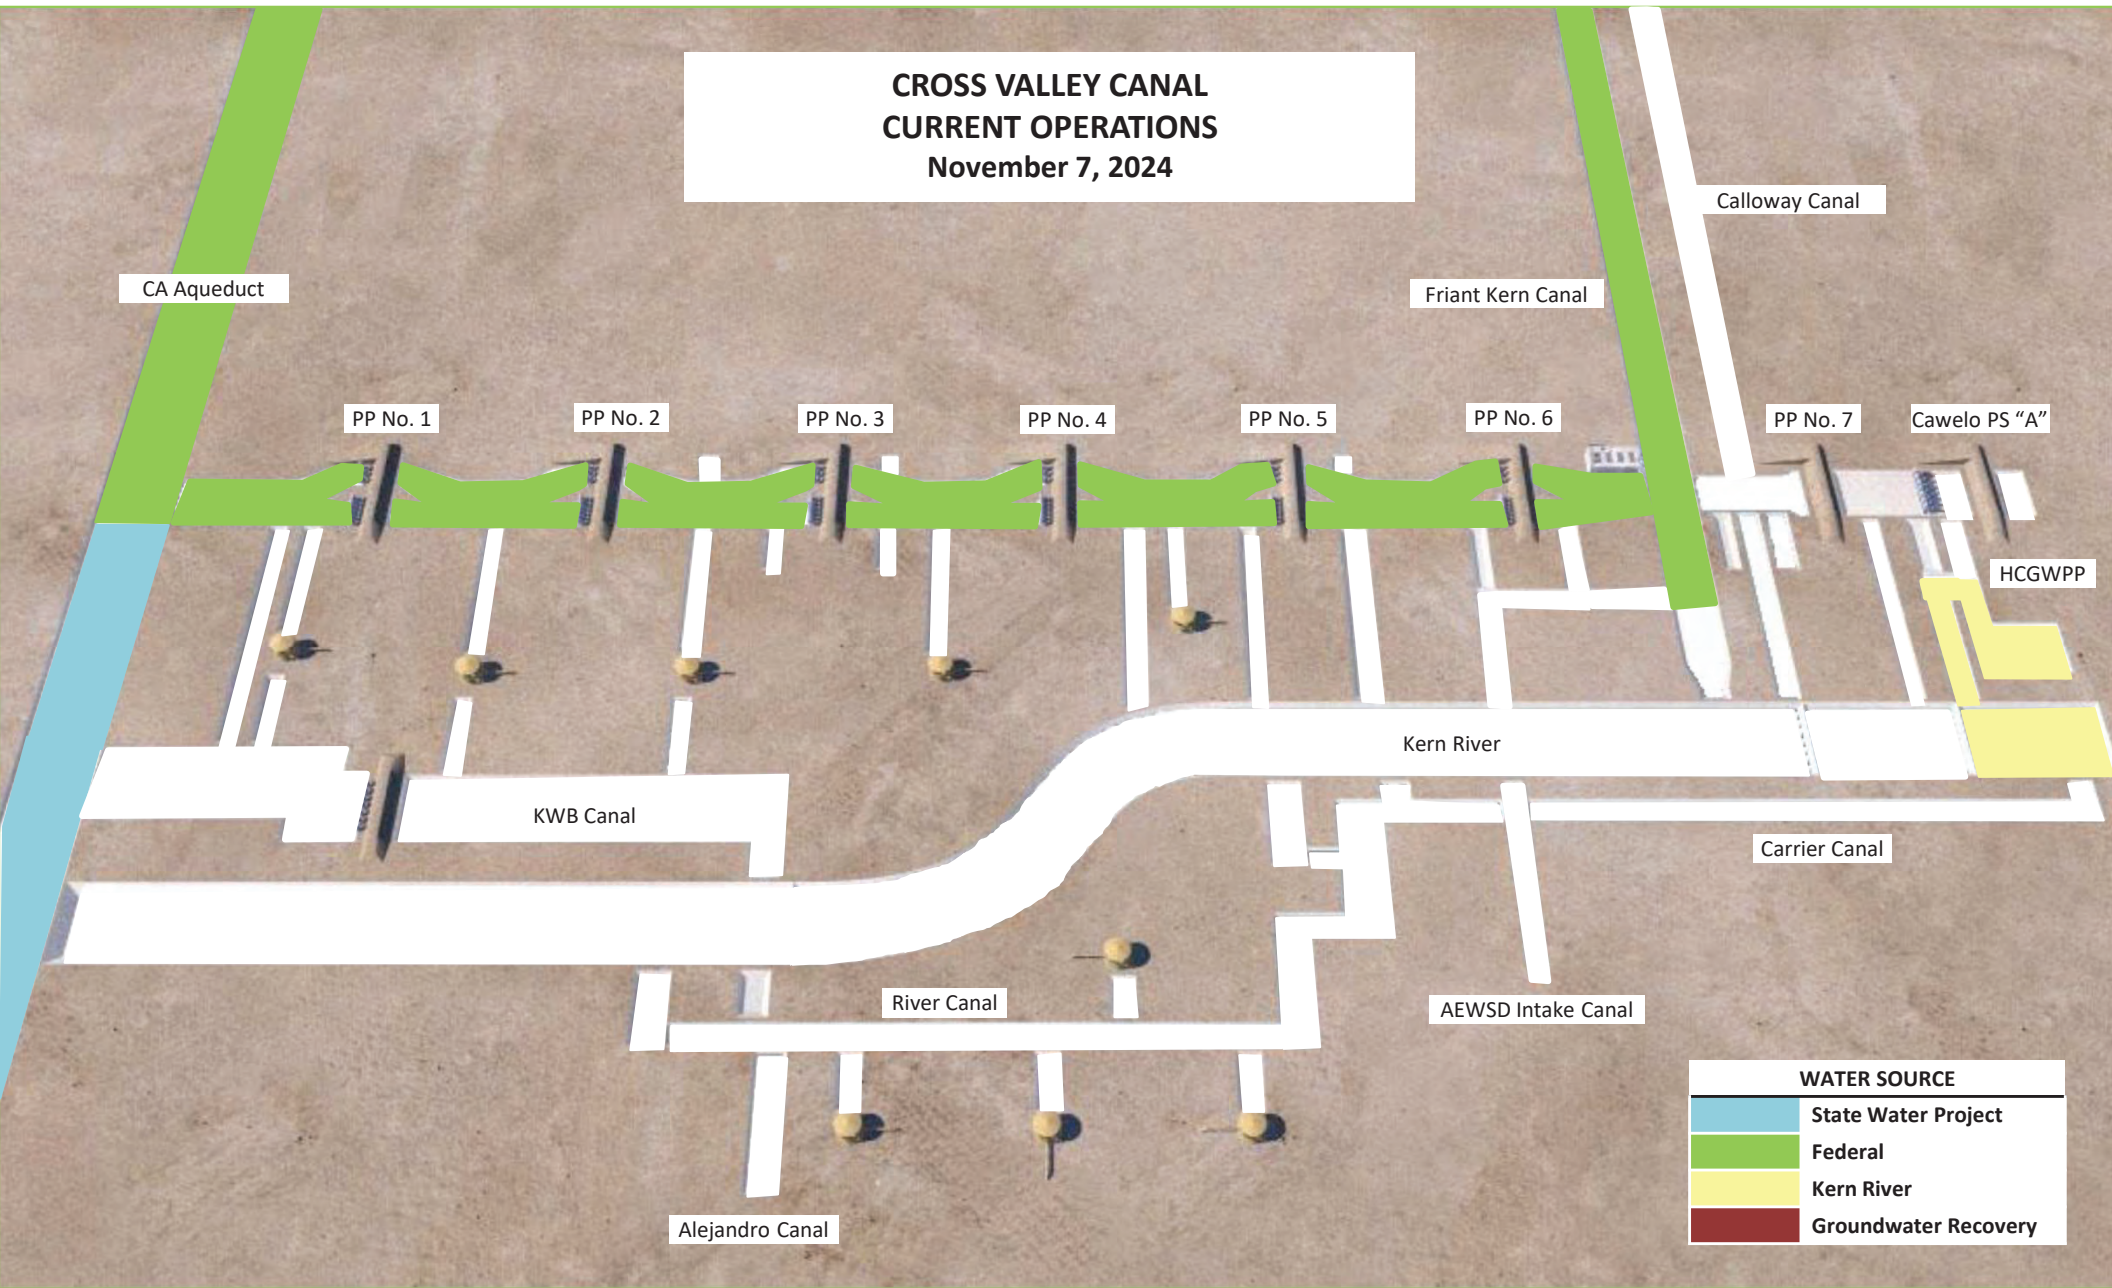 CROSS VALLEY CANAL
CURRENT OPERATIONS
November 7, 2024
Calloway Canal
CA Aqueduct
Friant Kern Canal
PP No. 1
PP No. 2
PP No. 3
PP No. 4
PP No. 5
PP No. 6
PP No. 7
Cawelo PS “A”
HCGWPP
Kern River
KWB Canal
Carrier Canal
River Canal
AEWSD Intake Canal
Alejandro Canal
WATER SOURCE
State Water Project
Federal
Kern River
Groundwater Recovery